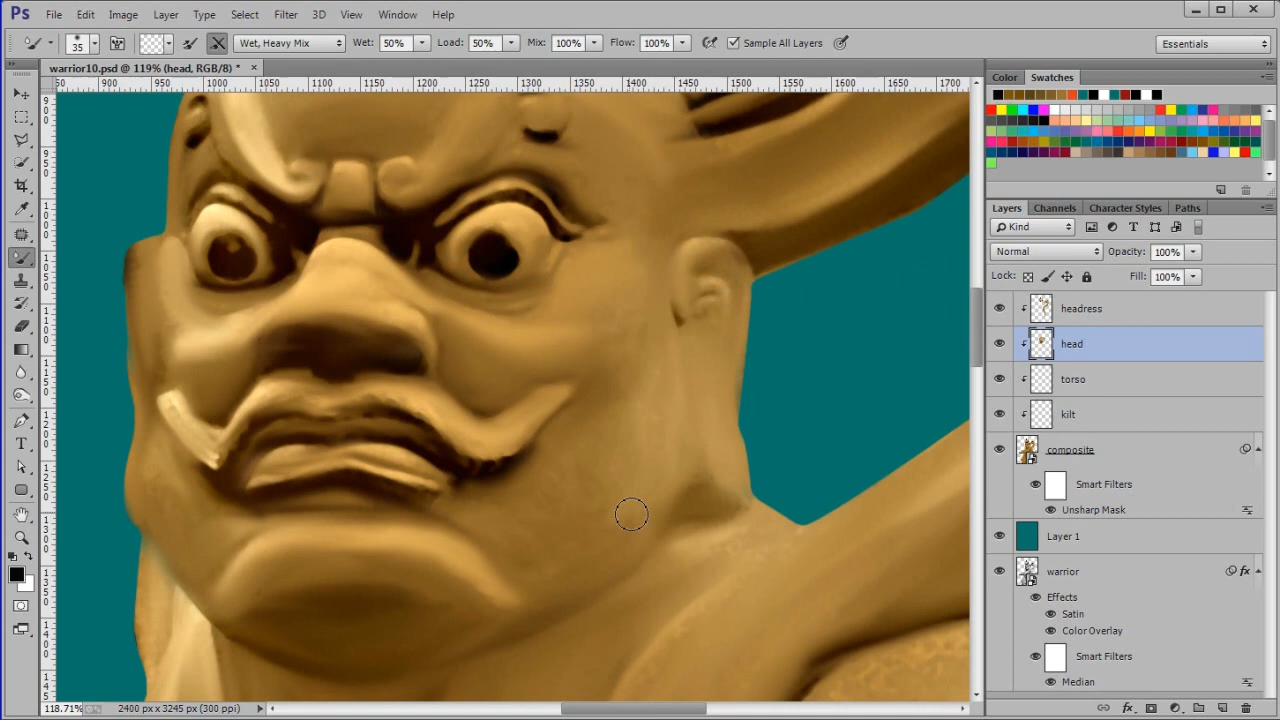 Ps File Edit Image Layer Type Select Filter 3D View Window Help
35 Wet, Heavy Mix Wet: 50% Load: 50% Mix: 100% Flow: 100% Sample All Layers Essentials
warrior10.psd @ 119% (head, RGB/8) * ×
50 900 950 1000 1050 1100 1150 1200 1250 1300 1350 1400 1450 1500 1550 1600 1650 1700
Color Swatches
Layers Channels Character Styles Paths
Kind
Normal Opacity: 100%
Lock: Fill: 100%
headress
head
torso
kilt
composite
Smart Filters
Unsharp Mask
Layer 1
warrior fx
Effects
Satin
Color Overlay
Smart Filters
Median
118.71% 2400 px x 3245 px (300 ppi)
fx